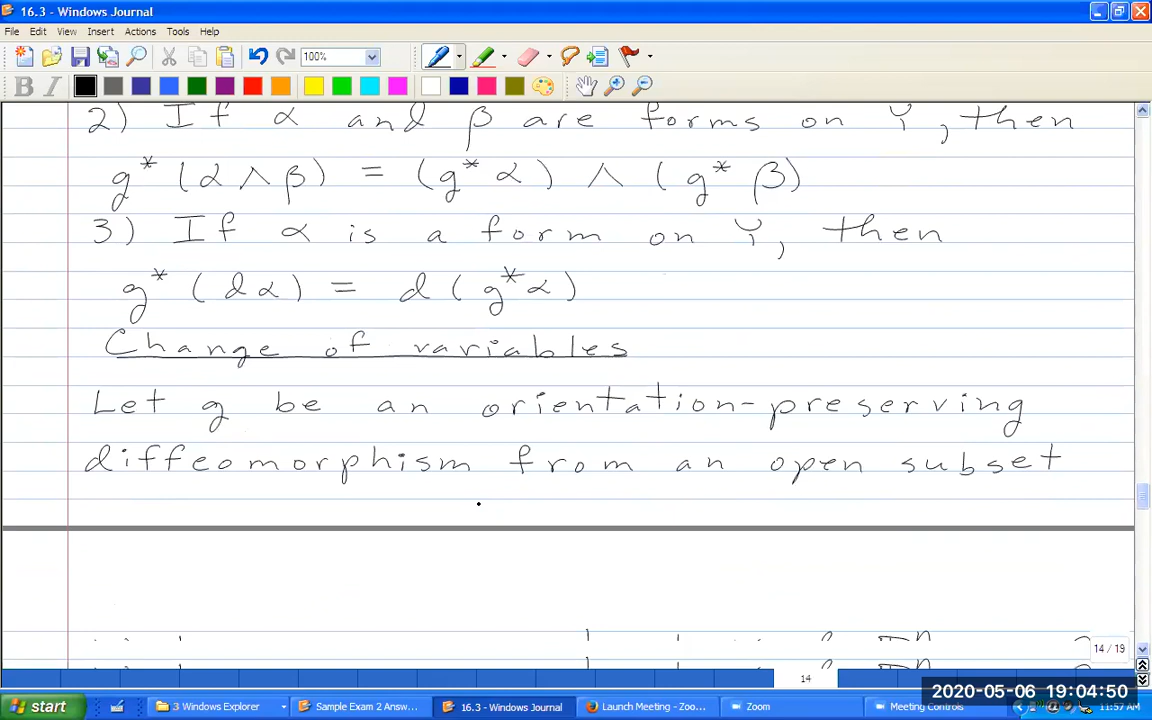 16.3 - Windows Journal
File Edit View Insert Actions Tools Help
100%
2) If α and β are forms on Y, then
g* (α ∧ β) = (g* α) ∧ (g* β)
3) If α is a form on Y, then
g* (dα) = d (g* α)
Change of variables
Let g be an orientation-preserving
diffeomorphism from an open subset
14 / 19
14
2020-05-06 19:04:50
start 3 Windows Explorer Sample Exam 2 Answ... 16.3 - Windows Journal Launch Meeting - Zoo... Zoom Meeting Controls 11:57 AM